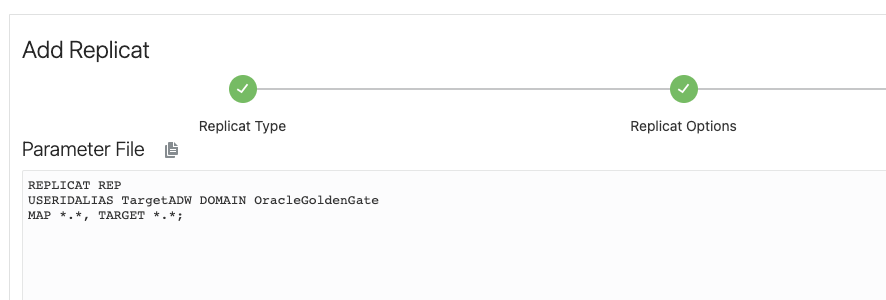 Add Replicat
Replicat Type
Replicat Options
Parameter File
REPLICAT REP
USERIDALIAS TargetADW DOMAIN OracleGoldenGate
MAP *.*, TARGET *.*;